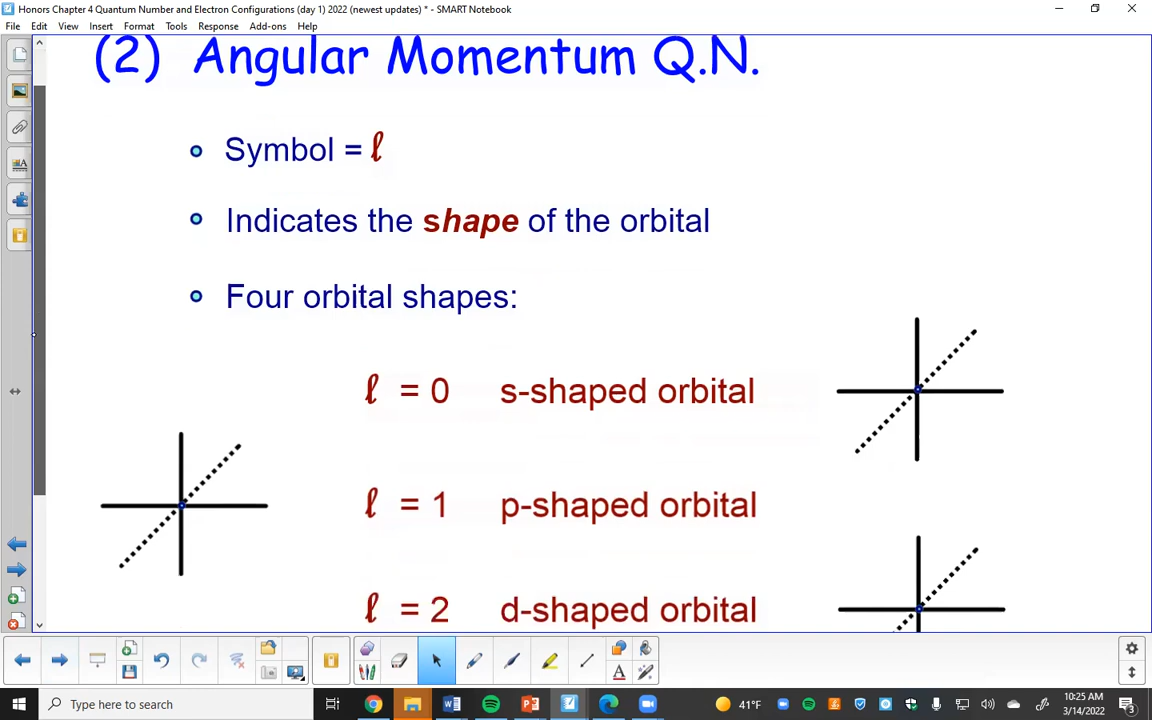 Honors Chapter 4 Quantum Number and Electron Configurations (day 1) 2022 (newest updates) * - SMART Notebook
File Edit View Insert Format Tools Response Add-ons Help
(2) Angular Momentum Q.N.
Symbol = ℓ
Indicates the shape of the orbital
Four orbital shapes:
ℓ = 0 s-shaped orbital
ℓ = 1 p-shaped orbital
ℓ = 2 d-shaped orbital
Type here to search
41°F
10:25 AM
3/14/2022
3